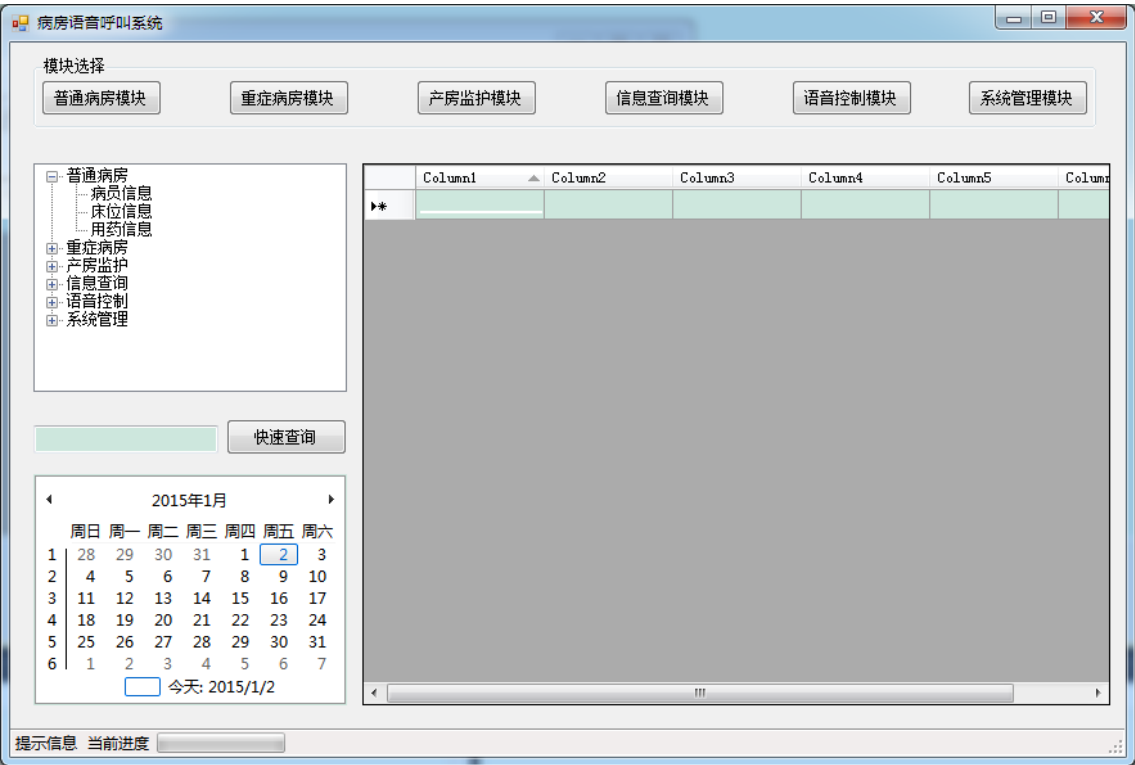 病房语音呼叫系统
模块选择
普通病房模块 重症病房模块 产房监护模块 信息查询模块 语音控制模块 系统管理模块
普通病房
病员信息
床位信息
用药信息
重症病房
产房监护
信息查询
语音控制
系统管理
Column1 Column2 Column3 Column4 Column5 Column
快速查询
2015年1月
周日 周一 周二 周三 周四 周五 周六
1 28 29 30 31 1 2 3
2 4 5 6 7 8 9 10
3 11 12 13 14 15 16 17
4 18 19 20 21 22 23 24
5 25 26 27 28 29 30 31
6 1 2 3 4 5 6 7
今天: 2015/1/2
提示信息 当前进度